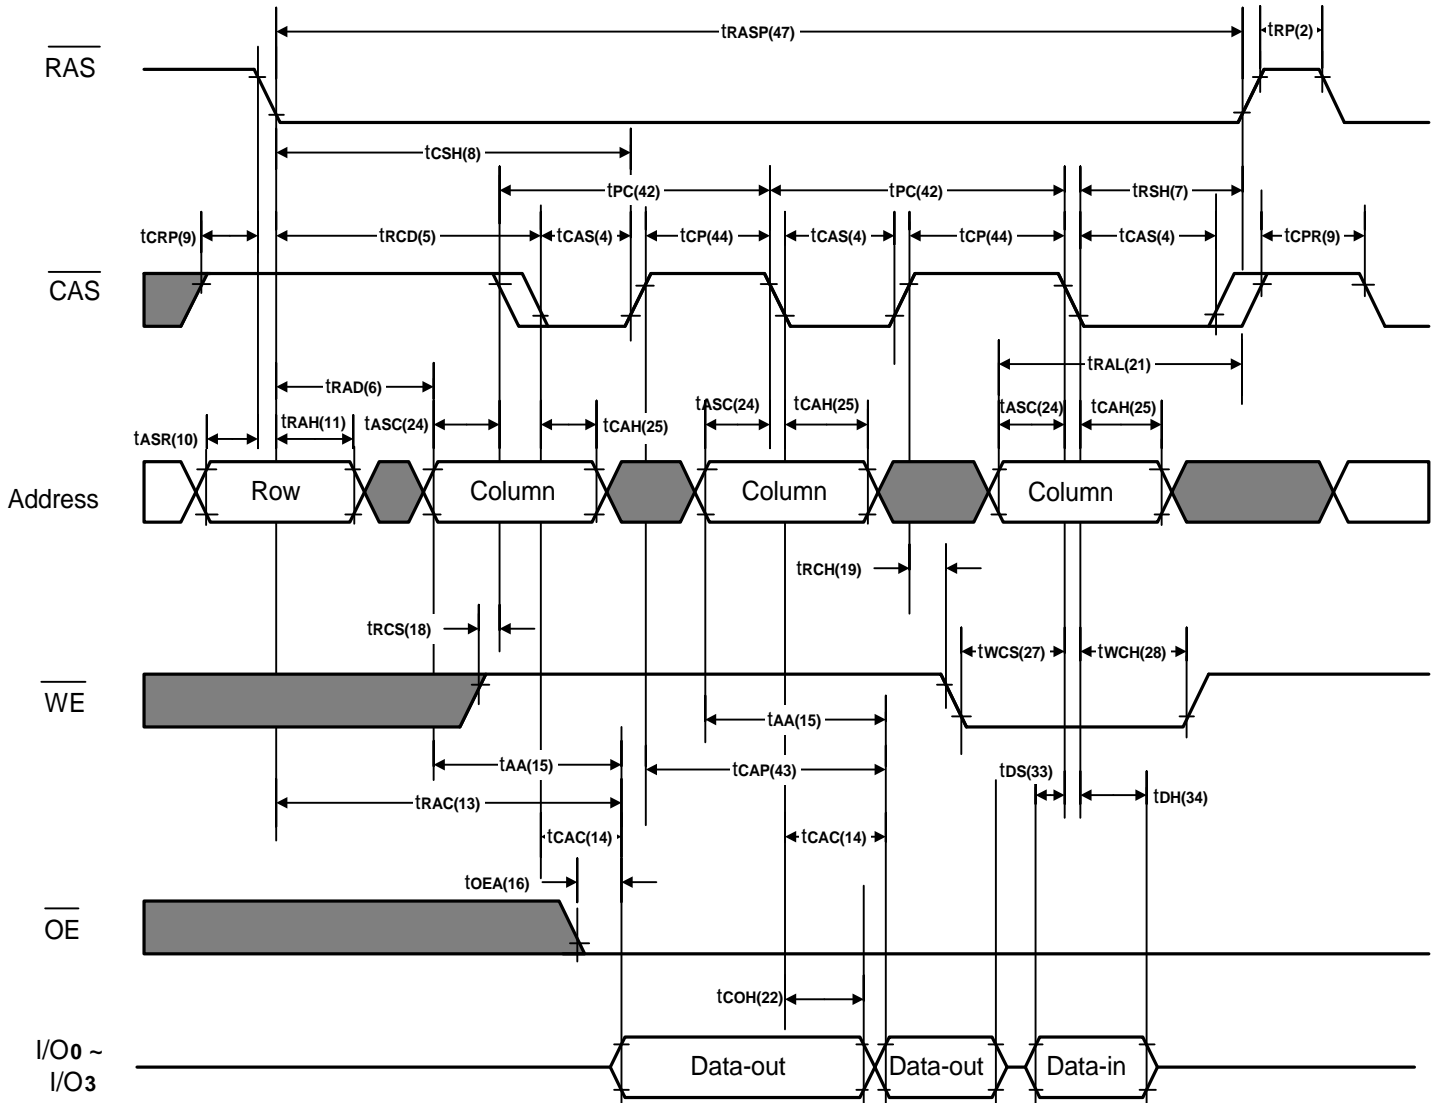 tRASP(47) tRP(2)
RAS
tCSH(8)
tPC(42) tPC(42) tRSH(7)
tCRP(9) tRCD(5) tCAS(4) tCP(44) tCAS(4) tCP(44) tCAS(4) tCPR(9)
CAS
tRAL(21)
tRAD(6)
tASR(10) tRAH(11) tASC(24) tCAH(25) tASC(24) tCAH(25) tASC(24) tCAH(25)
Address Row Column Column Column
tRCH(19)
tRCS(18)
tWCS(27) tWCH(28)
WE
tAA(15)
tAA(15) tCAP(43) tDS(33)
tRAC(13) tDH(34)
tCAC(14) tCAC(14)
tOEA(16)
OE
tCOH(22)
I/O0 ~
I/O3
Data-out Data-out Data-in